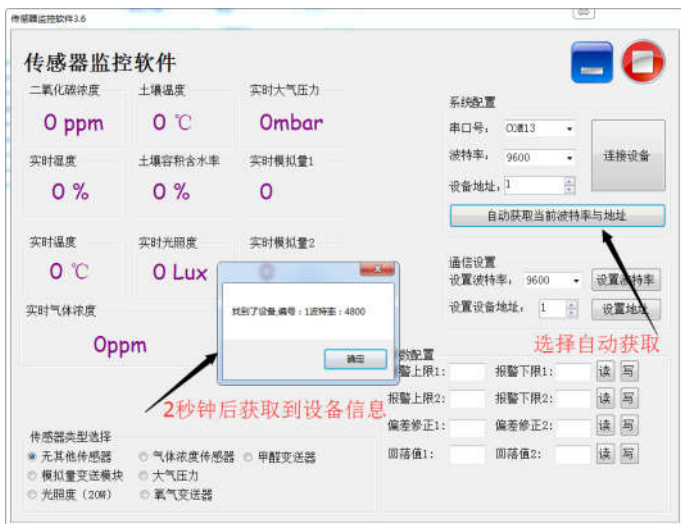 传感器监控软件3.6
传感器监控软件
二氧化碳浓度 土壤温度 实时大气压力
0 ppm 0 ℃ 0mbar
实时湿度 土壤容积含水率 实时模拟量1
0 % 0 % 0
实时温度 实时光照度 实时模拟量2
0 ℃ 0 Lux 0
实时气体浓度
0ppm
系统配置
串口号： COM13
波特率： 9600
连接设备
设备地址： 1
自动获取当前波特率与地址
通信设置
设置波特率： 9600 设置波特率
设置设备地址： 1 设置地址
选择自动获取
找到了设备,编号：1波特率：4800
确定
2秒钟后获取到设备信息
参数配置
报警上限1： 报警下限1： 读 写
报警上限2： 报警下限2： 读 写
偏差修正1： 偏差修正2： 读 写
回落值1： 回落值2： 读 写
传感器类型选择
无其他传感器 气体浓度传感器 甲醛变送器
模拟量变送模块 大气压力
光照度（20W） 氧气变送器